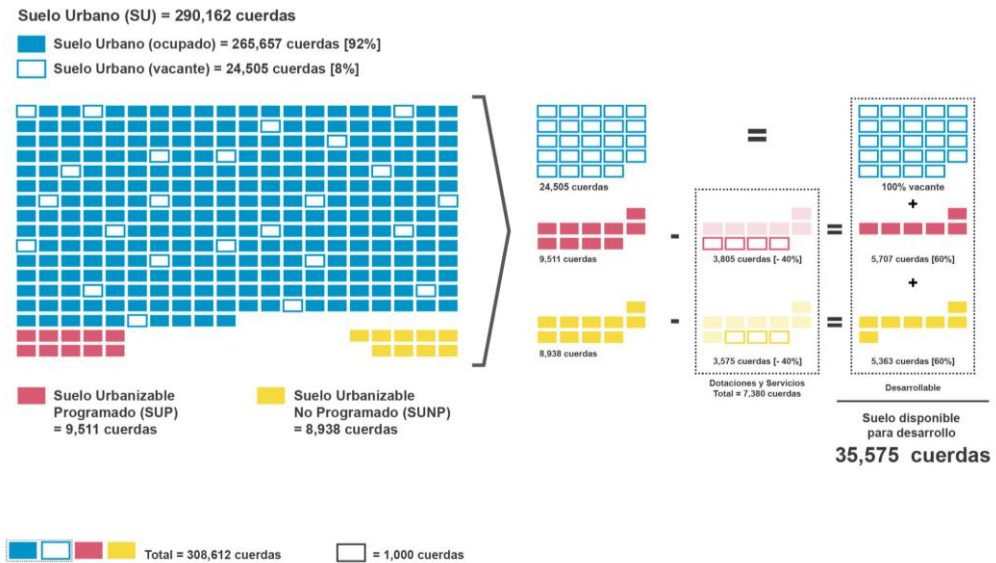 Suelo Urbano (SU) = 290,162 cuerdas
Suelo Urbano (ocupado) = 265,657 cuerdas [92%]
Suelo Urbano (vacante) = 24,505 cuerdas [8%]
24,505 cuerdas
=
100% vacante
+
9,511 cuerdas
-
3,805 cuerdas [- 40%]
=
5,707 cuerdas [60%]
+
8,938 cuerdas
-
3,575 cuerdas [- 40%]
=
5,363 cuerdas [60%]
Dotaciones y Servicios
Total = 7,380 cuerdas
Desarrollable
Suelo disponible
para desarrollo
35,575 cuerdas
Suelo Urbanizable
Programado (SUP)
= 9,511 cuerdas
Suelo Urbanizable
No Programado (SUNP)
= 8,938 cuerdas
Total = 308,612 cuerdas
= 1,000 cuerdas